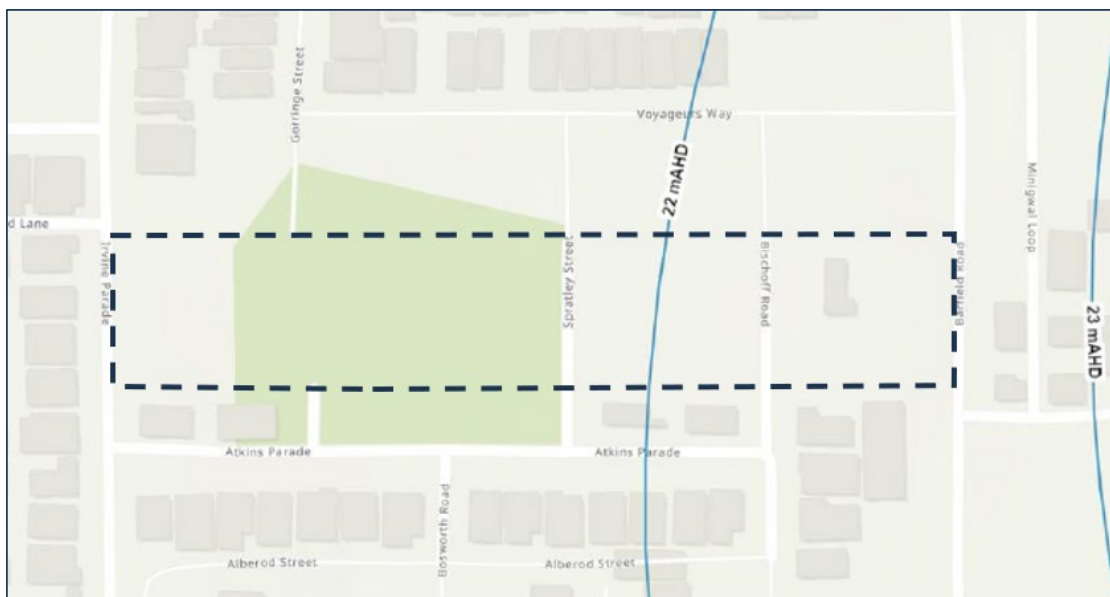 Gorringe Street
Voyageurs Way
22 mAHD
Minigwal Loop
d Lane
Irvine Parade
Spratley Street
Bischoff Road
Barfield Road
23 mAHD
Atkins Parade
Atkins Parade
Bosworth Road
Alberod Street
Alberod Street